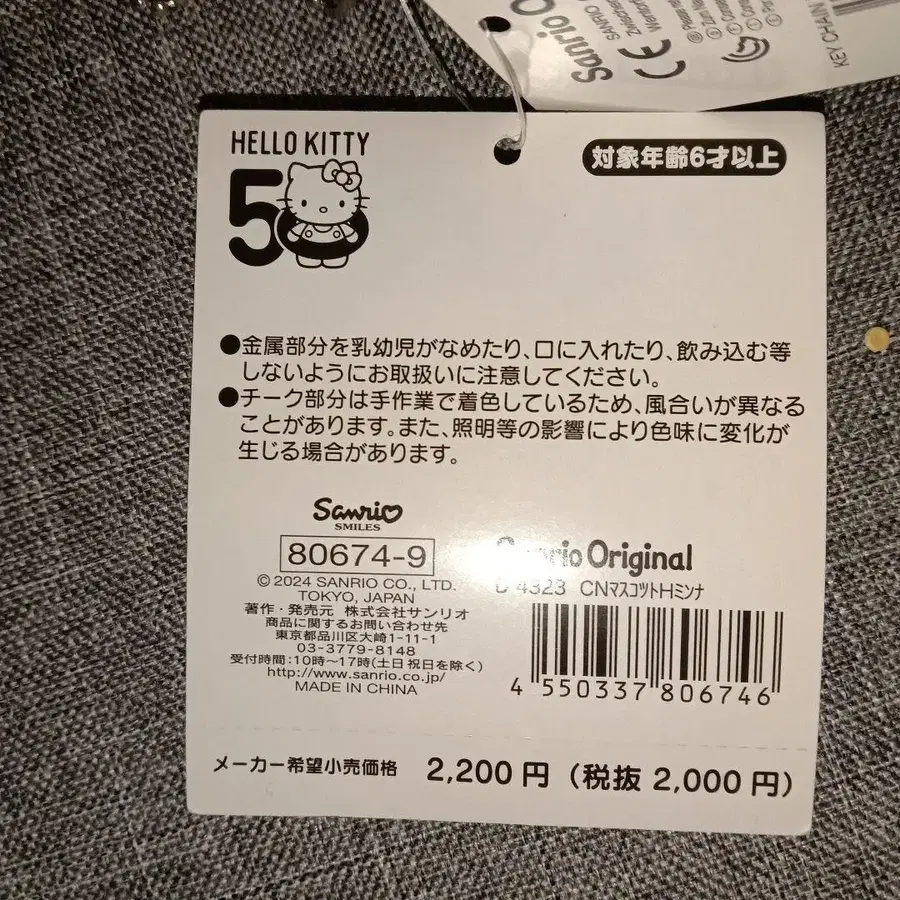 Sanrio
KEY CHAIN
HELLO KITTY
50
対象年齢6才以上
●金属部分を乳幼児がなめたり、口に入れたり、飲み込む等
しないようにお取扱いに注意してください。
●チーク部分は手作業で着色しているため、風合いが異なる
ことがあります。また、照明等の影響により色味に変化が
生じる場合があります。
Sanrio
SMILES
80674-9
© 2024 SANRIO CO., LTD.
TOKYO, JAPAN
著作・発売元 株式会社サンリオ
商品に関するお問い合わせ先
東京都品川区大崎1-11-1
03-3779-8148
受付時間:10時〜17時(土日祝日を除く)
http://www.sanrio.co.jp/
MADE IN CHINA
Sanrio Original
4323 CNマスコットHミンナ
4 550337 806746
メーカー希望小売価格 2,200 円 (税抜 2,000 円)